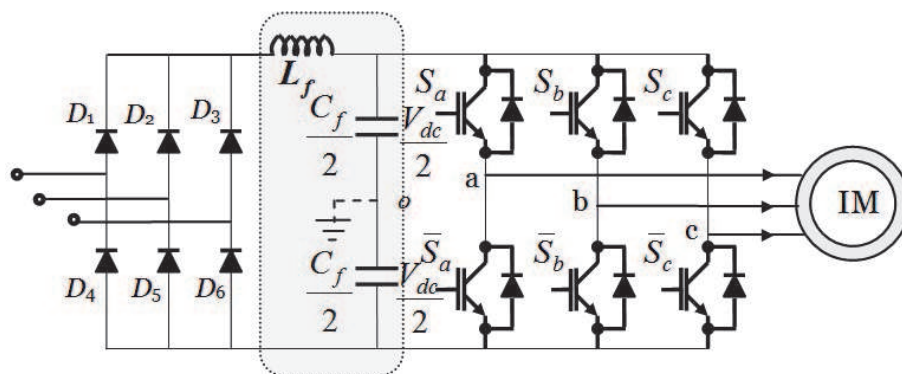 L_f
S_a
S_b
S_c
D₁
D₂
D₃
C_f/2
V_dc/2
a
b
c
o
IM
S̄_a
S̄_b
S̄_c
D₄
D₅
D₆
C_f/2
V_dc/2